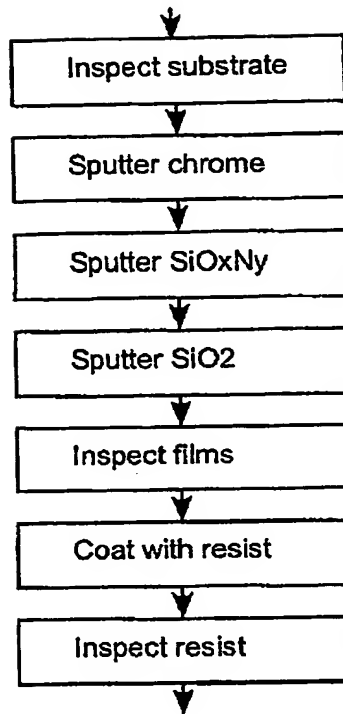 Inspect substrate
Sputter chrome
Sputter SiOxNy
Sputter SiO2
Inspect films
Coat with resist
Inspect resist